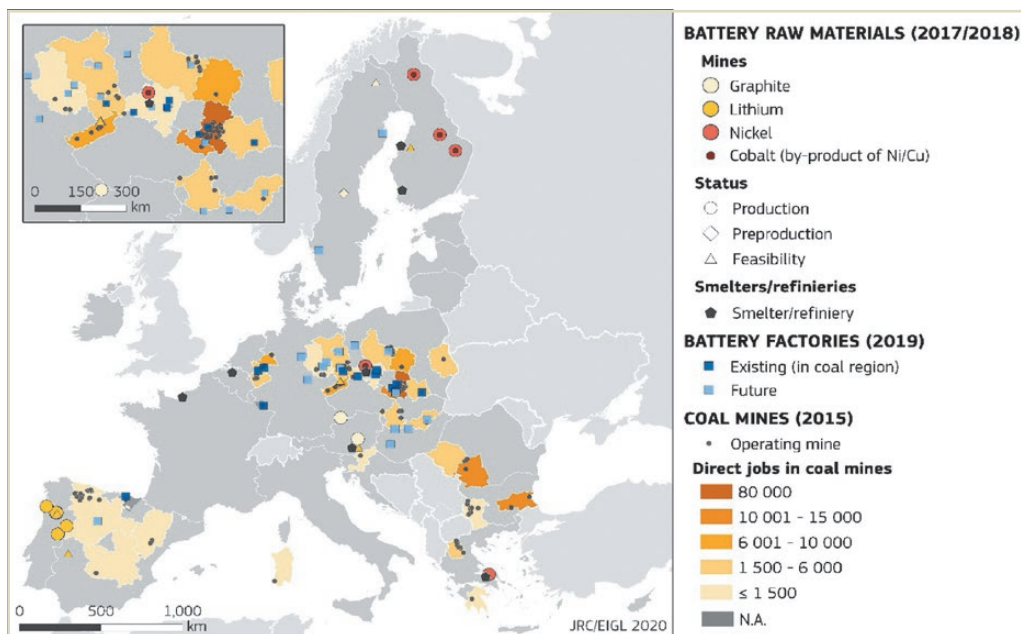 BATTERY RAW MATERIALS (2017/2018)
Mines
Graphite
Lithium
Nickel
Cobalt (by-product of Ni/Cu)
Status
Production
Preproduction
Feasibility
Smelters/refinieries
Smelter/refiniery
BATTERY FACTORIES (2019)
Existing (in coal region)
Future
COAL MINES (2015)
Operating mine
Direct jobs in coal mines
80 000
10 001 - 15 000
6 001 - 10 000
1 500 - 6 000
≤ 1 500
N.A.
0 150 300
km
0 500 1,000
km
JRC/EIGL 2020